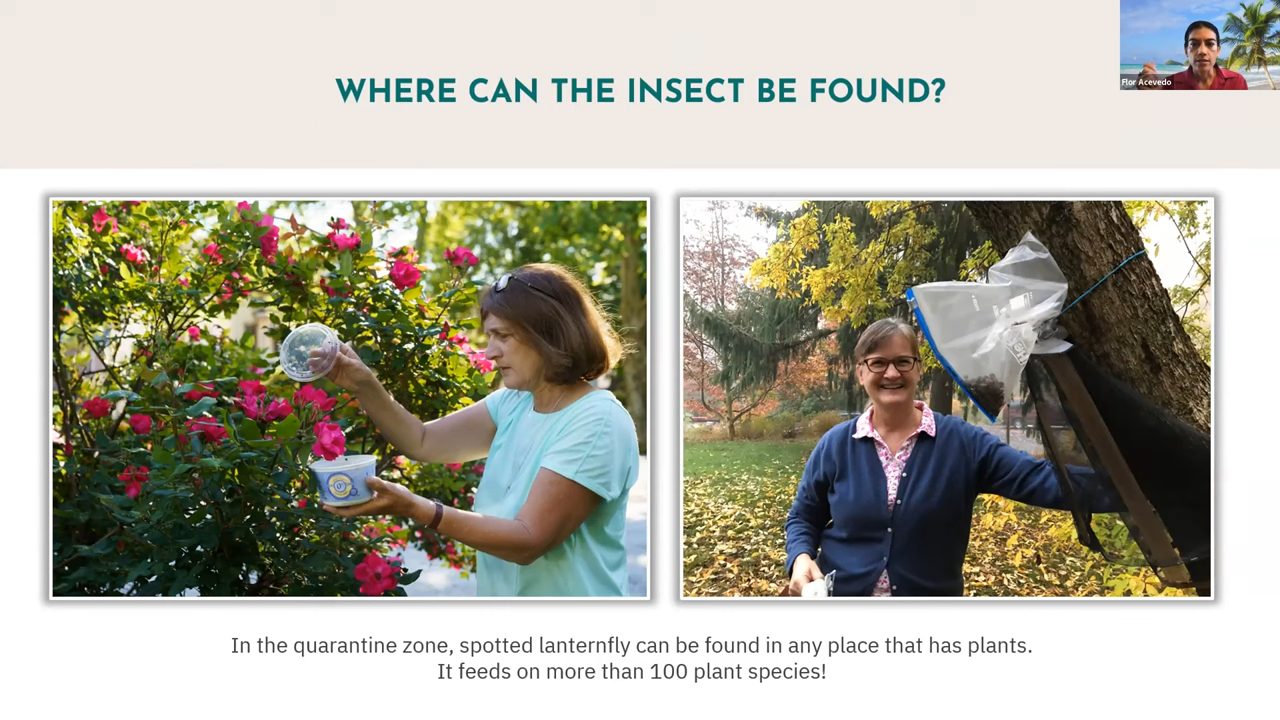 WHERE CAN THE INSECT BE FOUND?
Flor Acevedo
In the quarantine zone, spotted lanternfly can be found in any place that has plants.
It feeds on more than 100 plant species!